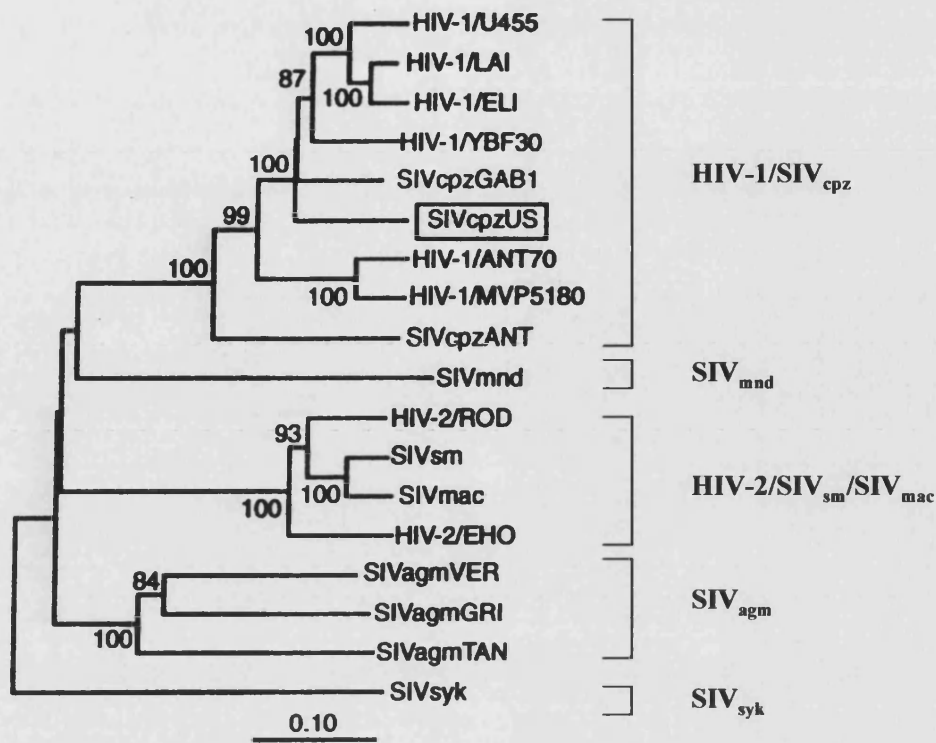 100 HIV-1/U455
HIV-1/LAI
87 100 HIV-1/ELI
HIV-1/YBF30
100 SIVcpzGAB1 HIV-1/SIVcpz
SIVcpzUS
99
HIV-1/ANT70
100 100 HIV-1/MVP5180
SIVcpzANT
SIVmnd SIVmnd
HIV-2/ROD
93
SIVsm
100 100 SIVmac HIV-2/SIVsm/SIVmac
HIV-2/EHO
84 SIVagmVER
SIVagmGRI SIVagm
100
SIVagmTAN
SIVsyk SIVsyk
0.10